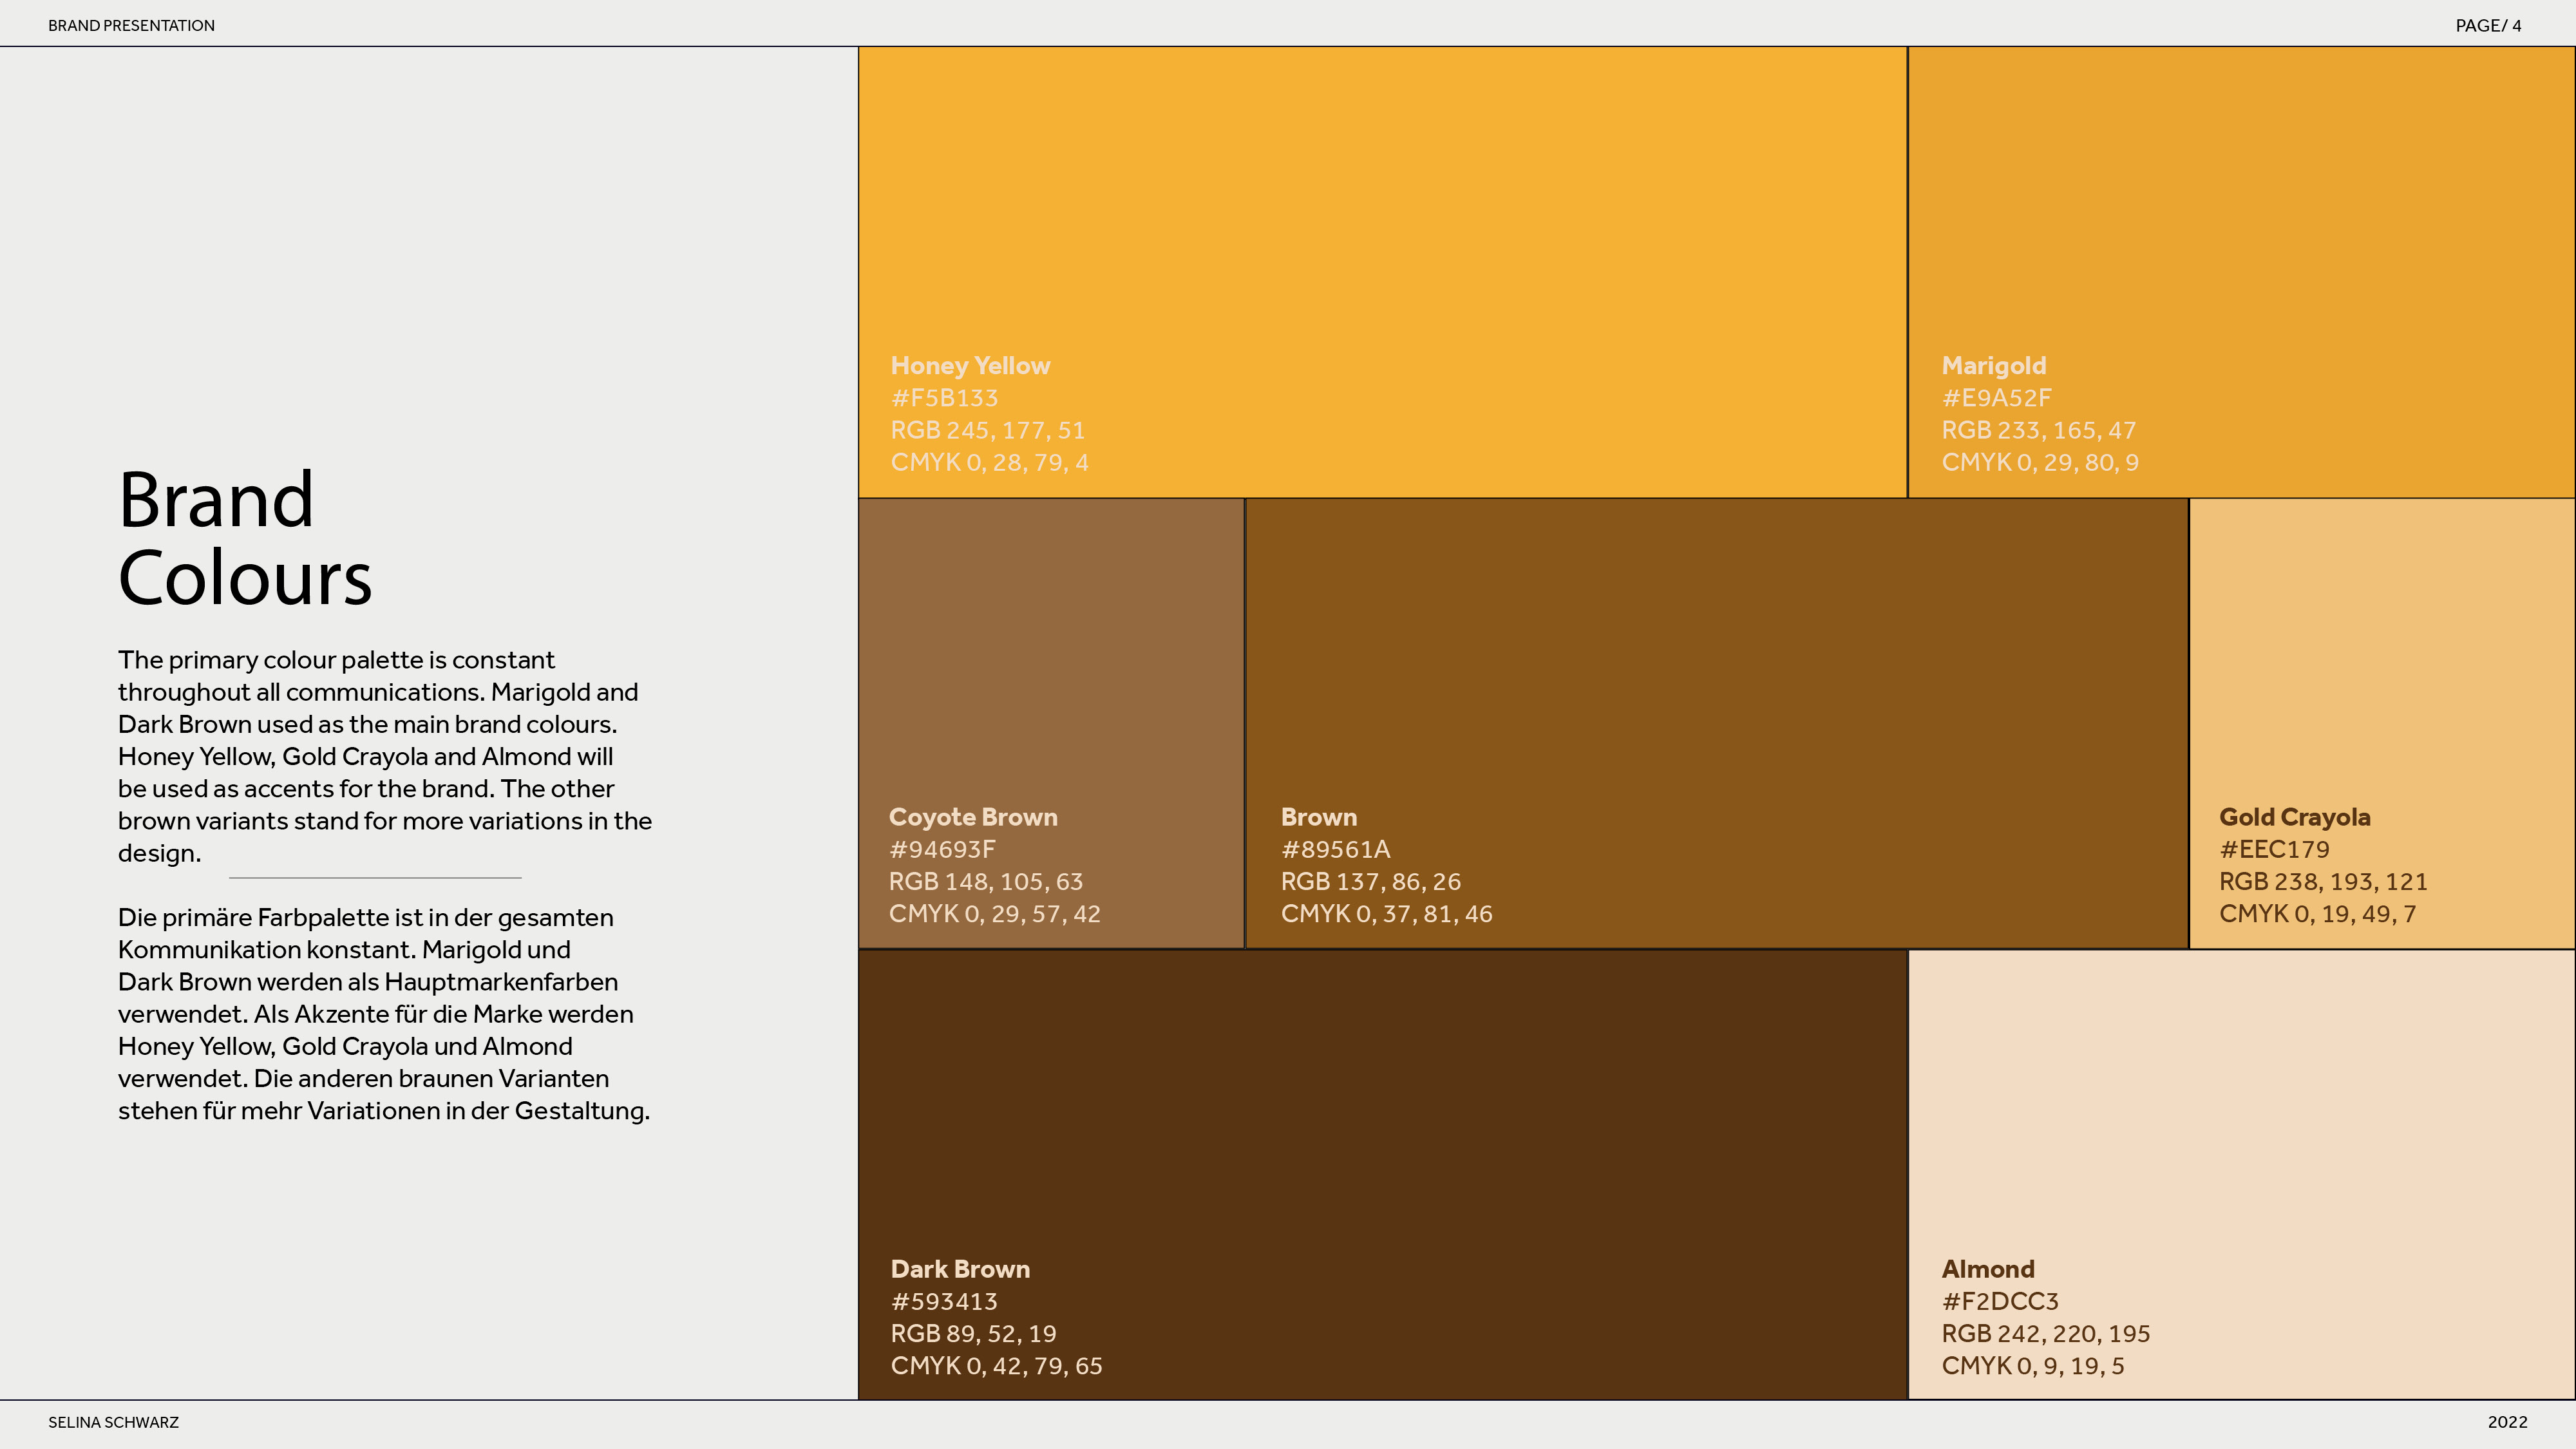 BRAND PRESENTATION
PAGE/ 4
Brand
Colours
The primary colour palette is constant
throughout all communications. Marigold and
Dark Brown used as the main brand colours.
Honey Yellow, Gold Crayola and Almond will
be used as accents for the brand. The other
brown variants stand for more variations in the
design.
Die primäre Farbpalette ist in der gesamten
Kommunikation konstant. Marigold und
Dark Brown werden als Hauptmarkenfarben
verwendet. Als Akzente für die Marke werden
Honey Yellow, Gold Crayola und Almond
verwendet. Die anderen braunen Varianten
stehen für mehr Variationen in der Gestaltung.
Honey Yellow
#F5B133
RGB 245, 177, 51
CMYK 0, 28, 79, 4
Marigold
#E9A52F
RGB 233, 165, 47
CMYK 0, 29, 80, 9
Coyote Brown
#94693F
RGB 148, 105, 63
CMYK 0, 29, 57, 42
Brown
#89561A
RGB 137, 86, 26
CMYK 0, 37, 81, 46
Gold Crayola
#EEC179
RGB 238, 193, 121
CMYK 0, 19, 49, 7
Dark Brown
#593413
RGB 89, 52, 19
CMYK 0, 42, 79, 65
Almond
#F2DCC3
RGB 242, 220, 195
CMYK 0, 9, 19, 5
SELINA SCHWARZ
2022